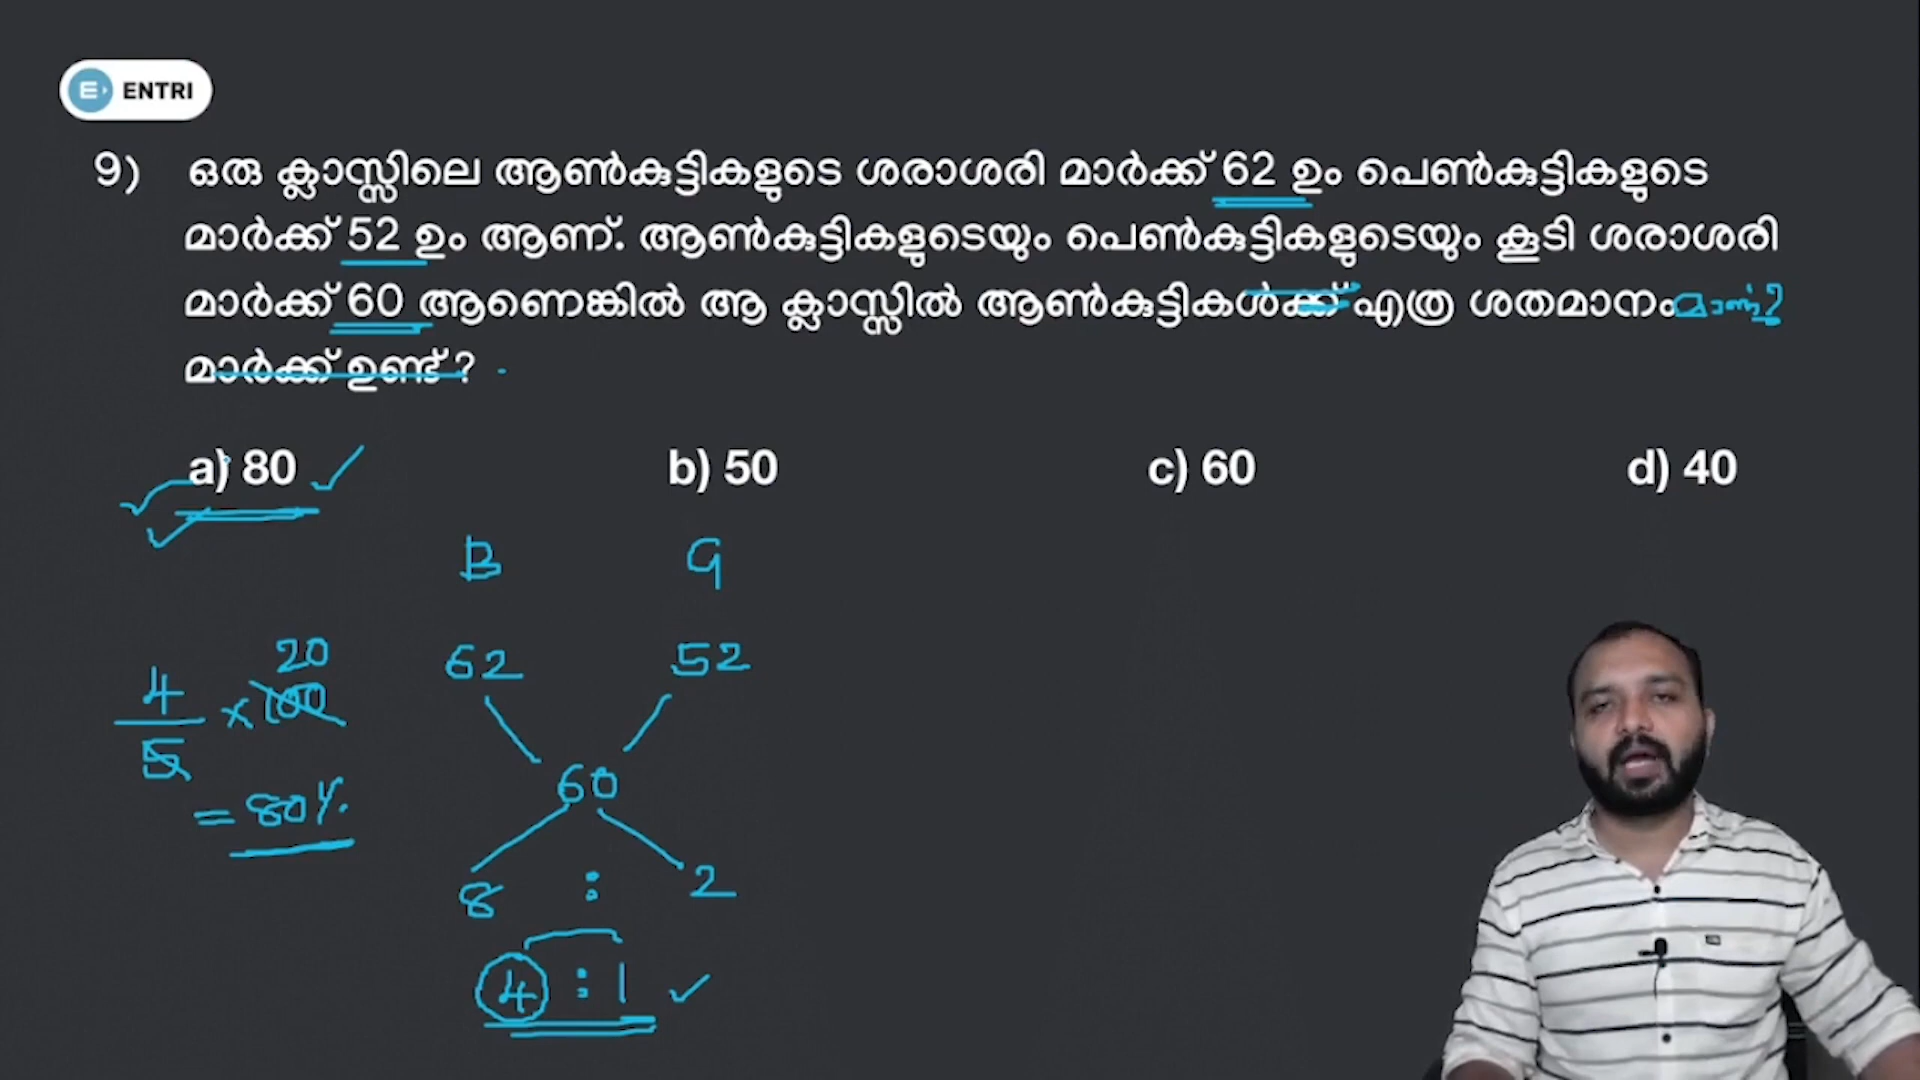 ENTRI
9) ഒരു ക്ലാസ്സിലെ ആൺകുട്ടികളുടെ ശരാശരി മാർക്ക് 62 ഉം പെൺകുട്ടികളുടെ
മാർക്ക് 52 ഉം ആണ്. ആൺകുട്ടികളുടെയും പെൺകുട്ടികളുടെയും കൂടി ശരാശരി
മാർക്ക് 60 ആണെങ്കിൽ ആ ക്ലാസ്സിൽ ആൺകുട്ടികൾക്ക് എത്ര ശതമാനം മാണ്?
മാർക്ക് ഉണ്ട് ?
a) 80 b) 50 c) 60 d) 40
B G
62 52
60
8 : 2
4 : 1
20
4/5 × 100
= 80%